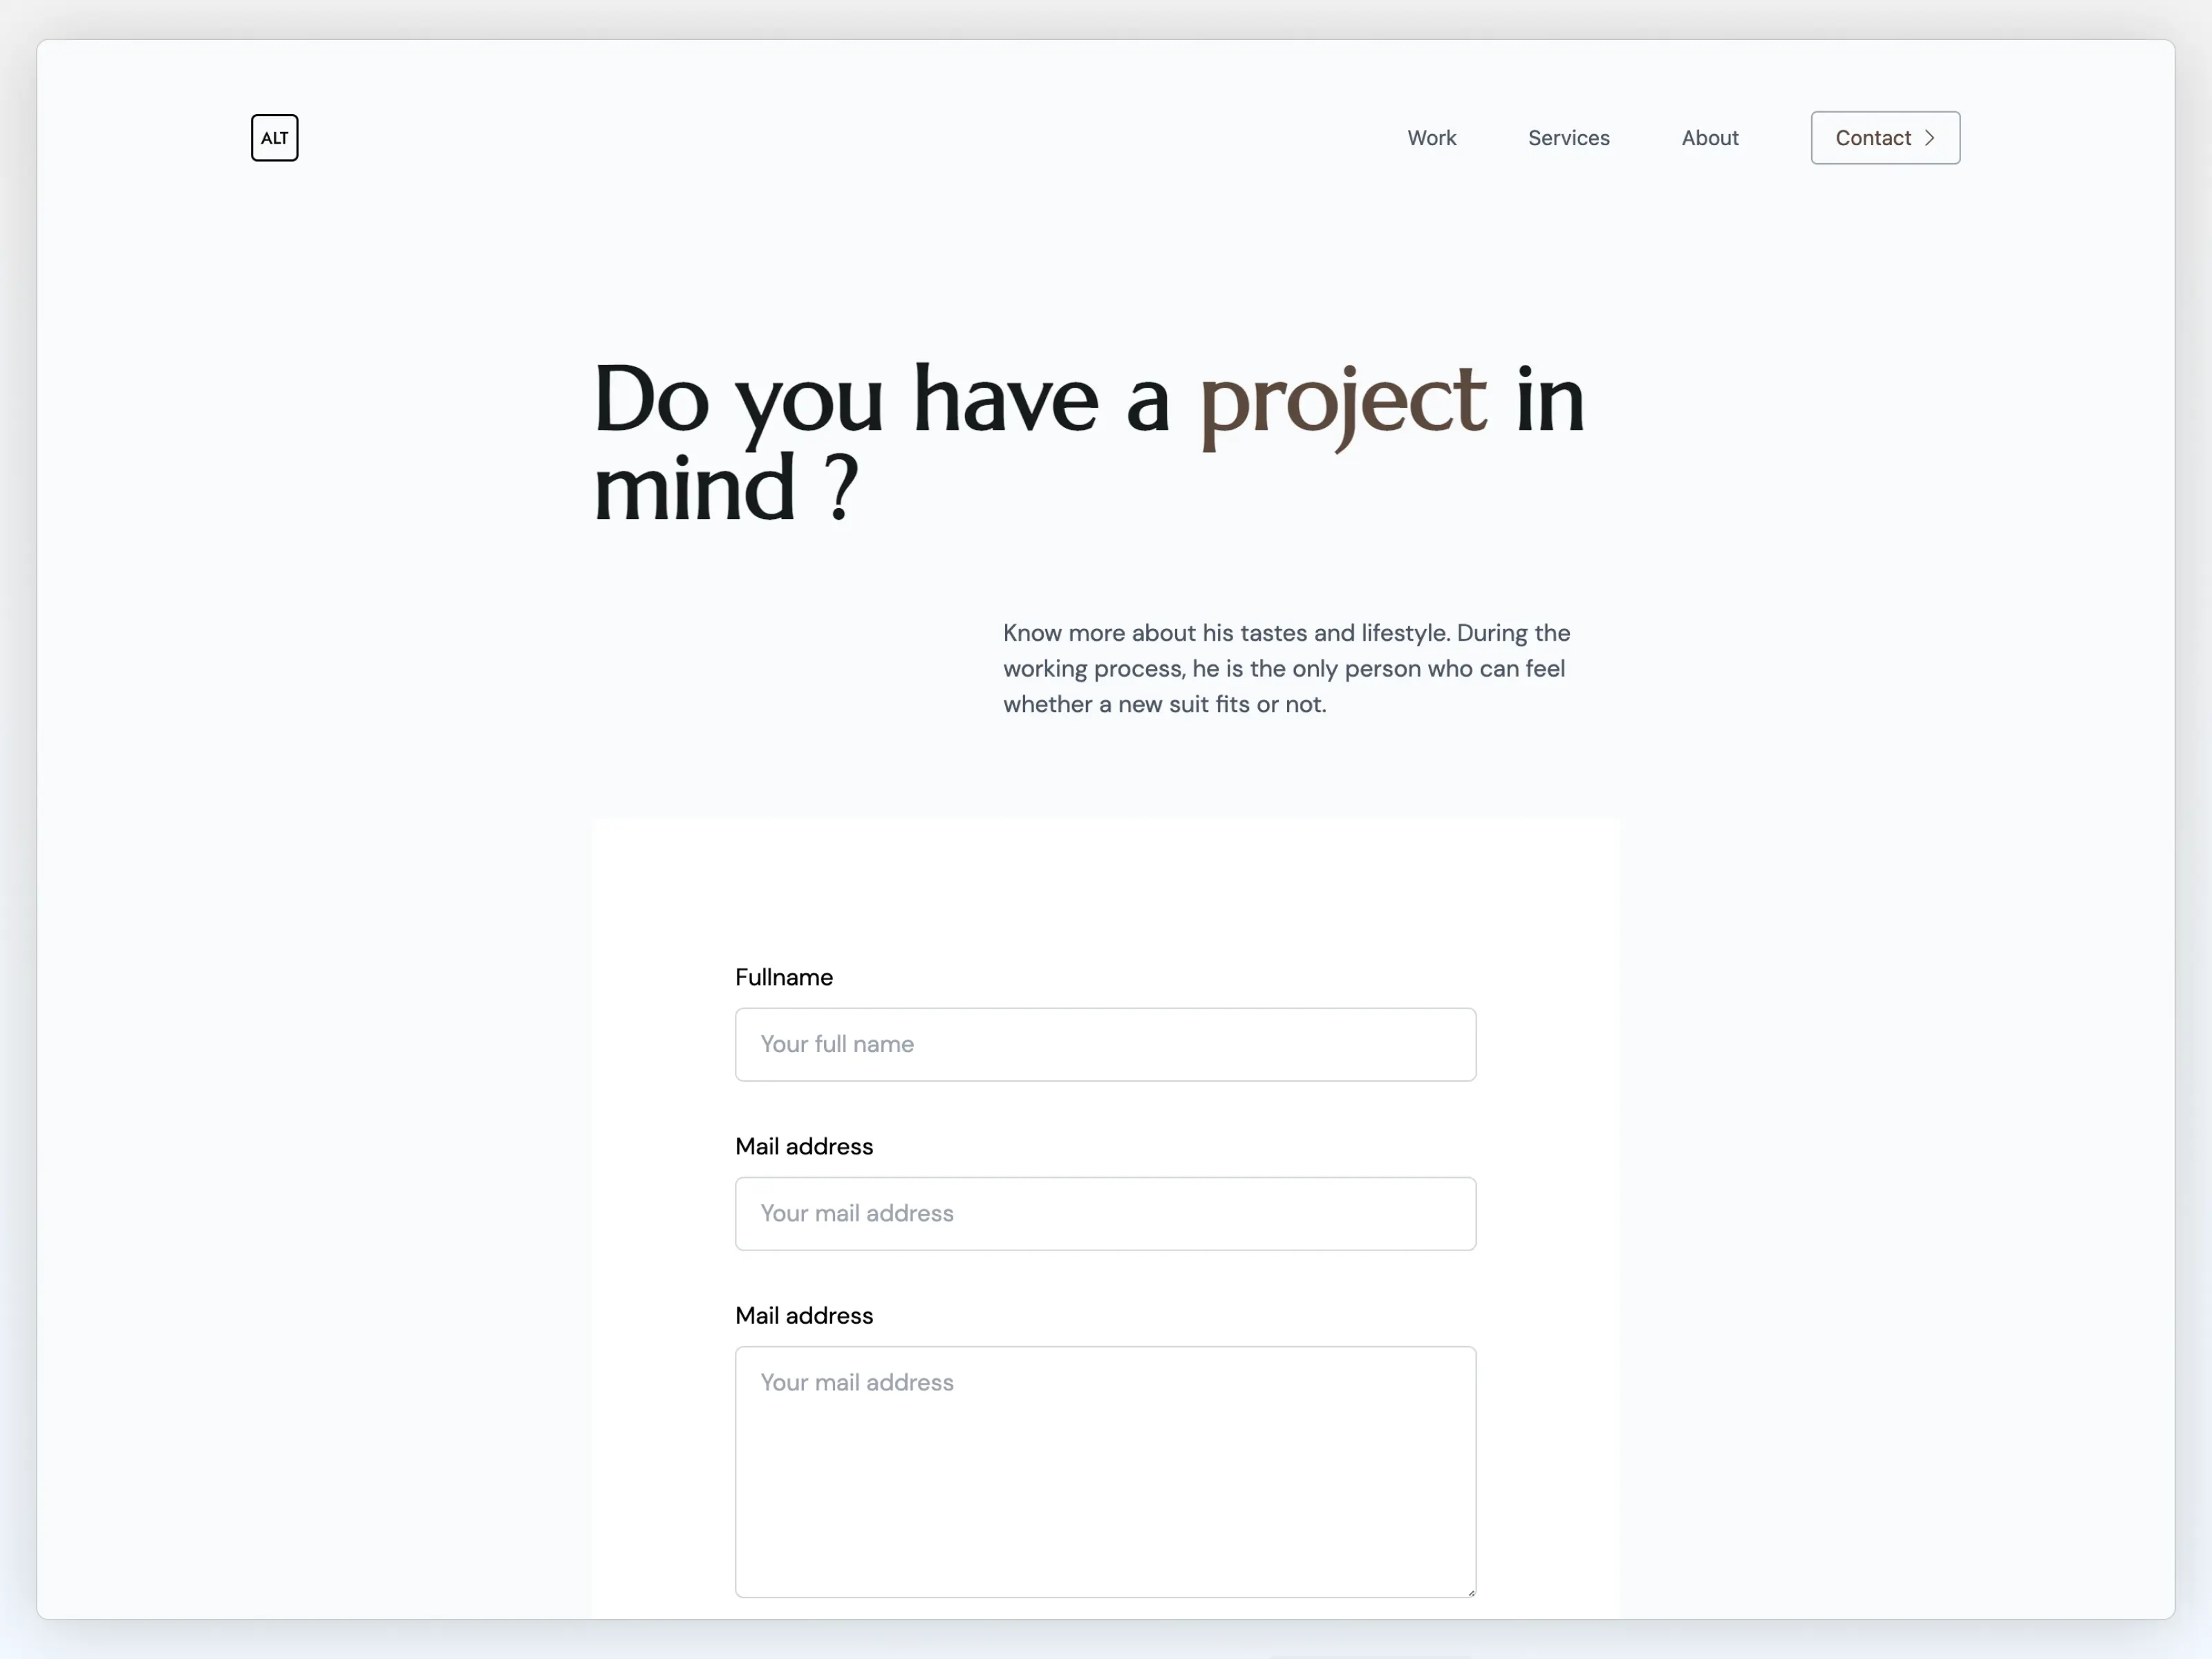 ALT
Work
Services
About
Contact
Do you have a project in
mind ?
Know more about his tastes and lifestyle. During the
working process, he is the only person who can feel
whether a new suit fits or not.
Fullname
Your full name
Mail address
Your mail address
Mail address
Your mail address